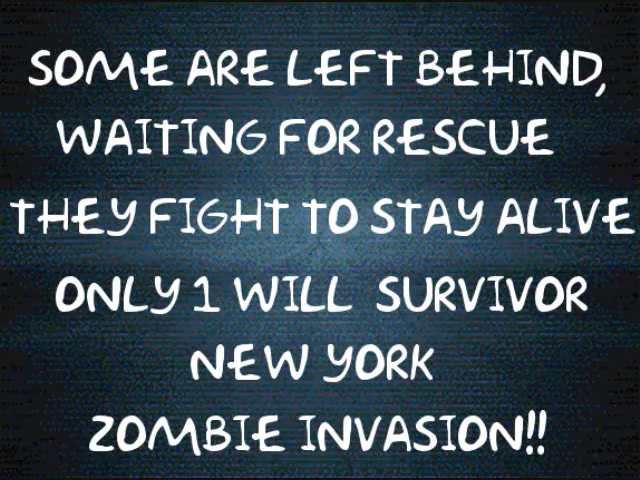 SOME ARE LEFT BEHIND,
WAITING FOR RESCUE
THEY FIGHT TO STAY ALIVE
ONLY 1 WILL SURVIVOR
NEW YORK
ZOMBIE INVASION!!